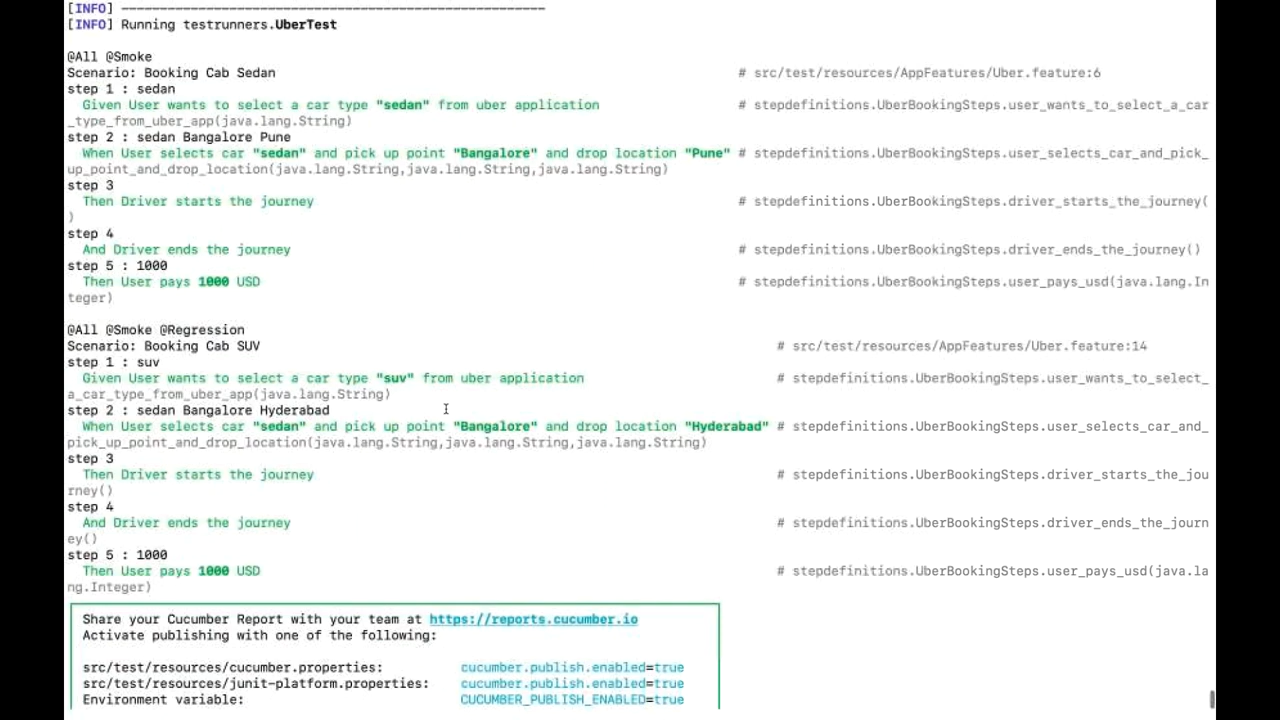 [INFO] -------------------------------------------------------
[INFO] Running testrunners.UberTest
@All @Smoke
Scenario: Booking Cab Sedan # src/test/resources/AppFeatures/Uber.feature:6
step 1 : sedan
Given User wants to select a car type "sedan" from uber application # stepdefinitions.UberBookingSteps.user_wants_to_select_a_car
_type_from_uber_app(java.lang.String)
step 2 : sedan Bangalore Pune
When User selects car "sedan" and pick up point "Bangalore" and drop location "Pune" # stepdefinitions.UberBookingSteps.user_selects_car_and_pick_
up_point_and_drop_location(java.lang.String,java.lang.String,java.lang.String)
step 3
Then Driver starts the journey # stepdefinitions.UberBookingSteps.driver_starts_the_journey(
)
step 4
And Driver ends the journey # stepdefinitions.UberBookingSteps.driver_ends_the_journey()
step 5 : 1000
Then User pays 1000 USD # stepdefinitions.UberBookingSteps.user_pays_usd(java.lang.In
teger)
@All @Smoke @Regression
Scenario: Booking Cab SUV # src/test/resources/AppFeatures/Uber.feature:14
step 1 : suv
Given User wants to select a car type "suv" from uber application # stepdefinitions.UberBookingSteps.user_wants_to_select_
a_car_type_from_uber_app(java.lang.String)
step 2 : sedan Bangalore Hyderabad
When User selects car "sedan" and pick up point "Bangalore" and drop location "Hyderabad" # stepdefinitions.UberBookingSteps.user_selects_car_and_
pick_up_point_and_drop_location(java.lang.String,java.lang.String,java.lang.String)
step 3
Then Driver starts the journey # stepdefinitions.UberBookingSteps.driver_starts_the_jou
rney()
step 4
And Driver ends the journey # stepdefinitions.UberBookingSteps.driver_ends_the_journ
ey()
step 5 : 1000
Then User pays 1000 USD # stepdefinitions.UberBookingSteps.user_pays_usd(java.la
ng.Integer)
Share your Cucumber Report with your team at https://reports.cucumber.io
Activate publishing with one of the following:
src/test/resources/cucumber.properties: cucumber.publish.enabled=true
src/test/resources/junit-platform.properties: cucumber.publish.enabled=true
Environment variable: CUCUMBER_PUBLISH_ENABLED=true